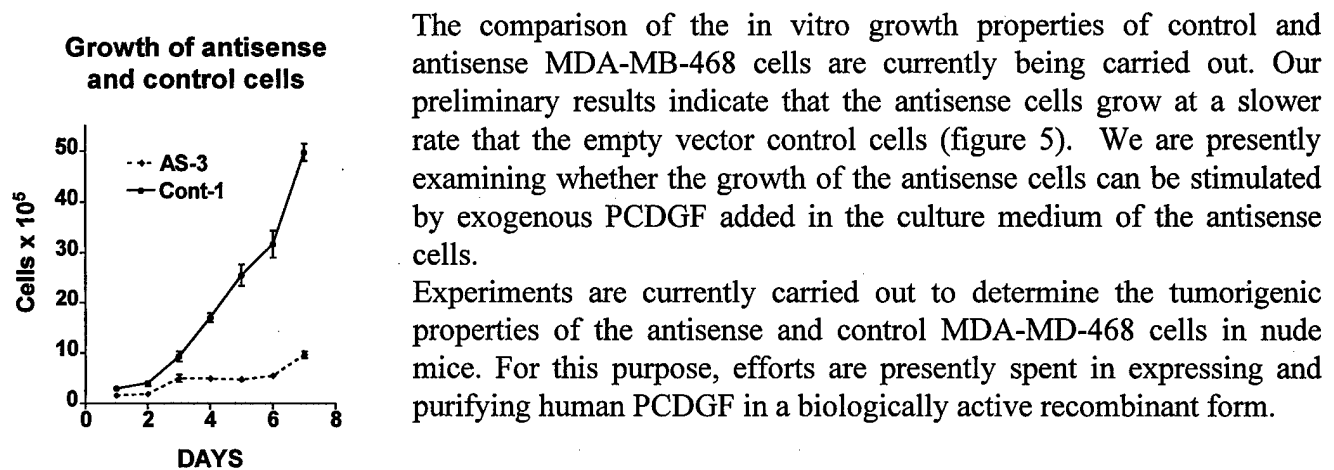 Growth of antisense
and control cells
50
40
30
20
10
0
Cells x 10⁵
AS-3
Cont-1
0 2 4 6 8
DAYS
The comparison of the in vitro growth properties of control and
antisense MDA-MB-468 cells are currently being carried out. Our
preliminary results indicate that the antisense cells grow at a slower
rate that the empty vector control cells (figure 5). We are presently
examining whether the growth of the antisense cells can be stimulated
by exogenous PCDGF added in the culture medium of the antisense
cells.
Experiments are currently carried out to determine the tumorigenic
properties of the antisense and control MDA-MD-468 cells in nude
mice. For this purpose, efforts are presently spent in expressing and
purifying human PCDGF in a biologically active recombinant form.